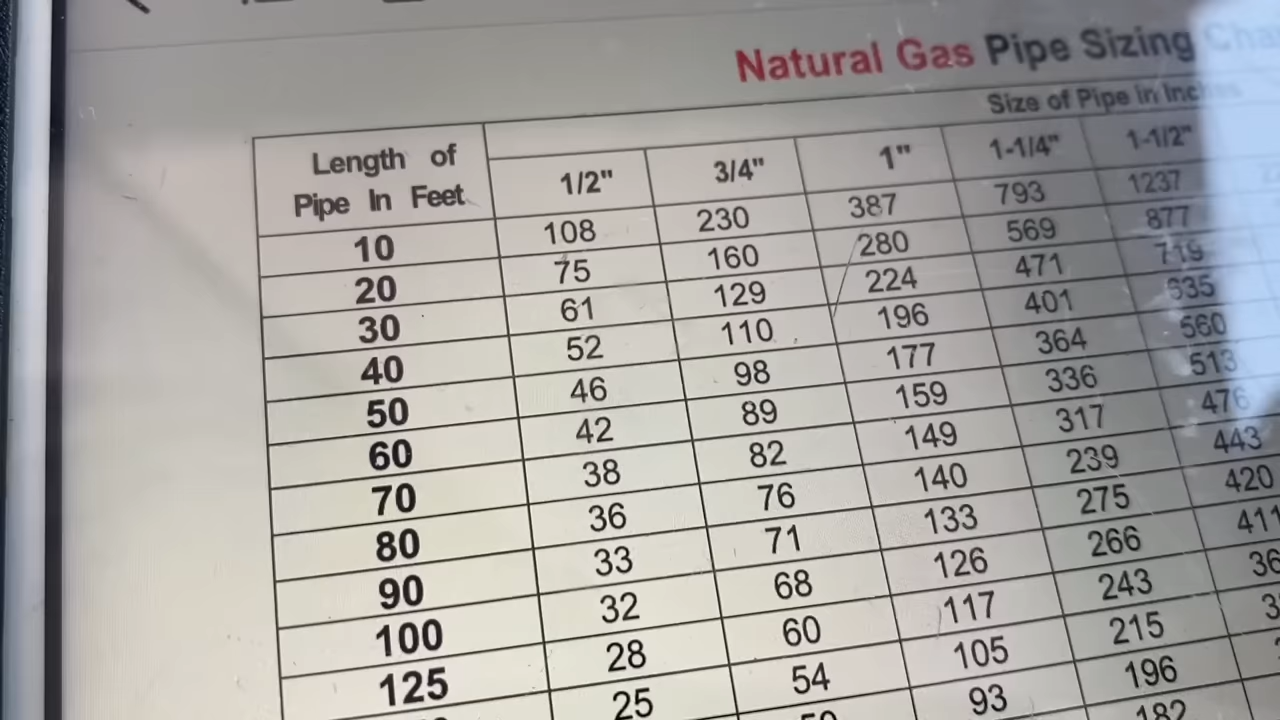 Natural Gas Pipe Sizing
Size of Pipe in Inches
Length of Pipe In Feet 1/2" 3/4" 1" 1-1/4" 1-1/2"
10 108 230 387 793 1237
20 75 160 280 569 877
30 61 129 224 471 719
40 52 110 196 401 635
50 46 98 177 364 560
60 42 89 159 336 513
70 38 82 149 317 476
80 36 76 140 239 443
90 33 71 133 275 420
100 32 68 126 266 411
125 28 60 117 243
25 54 105 215
93 196
182